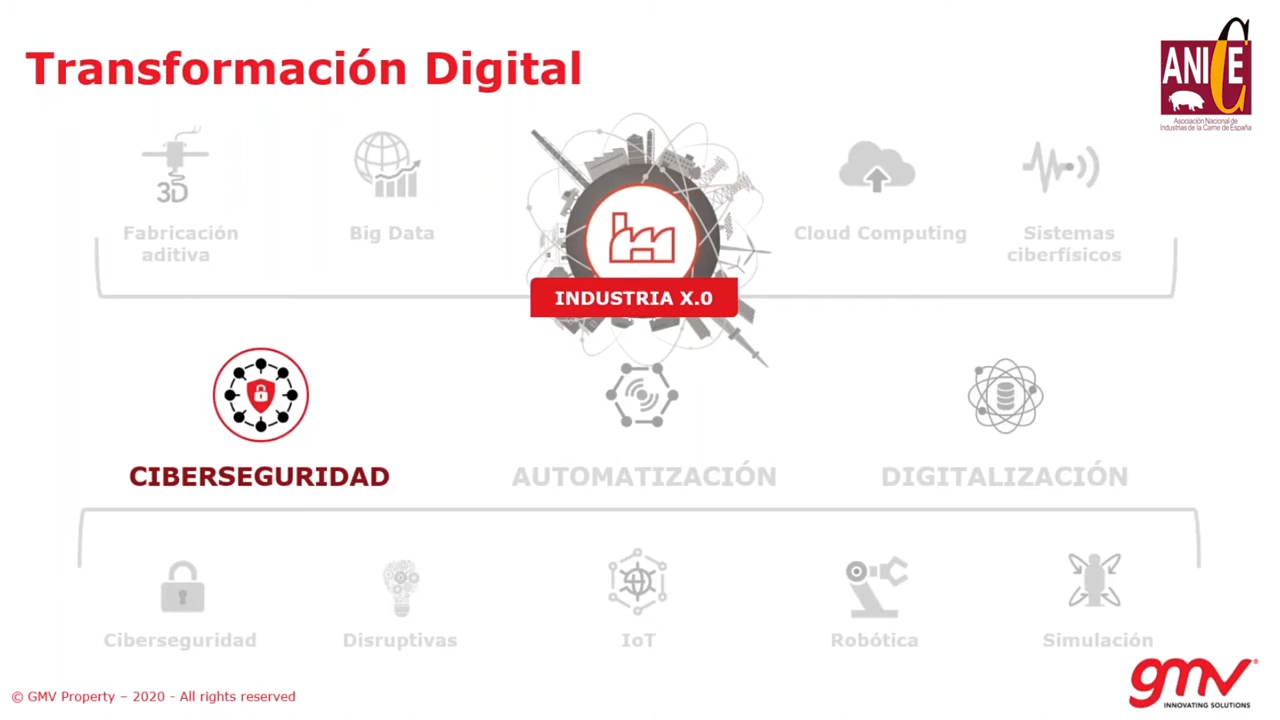 Transformación Digital
ANICE
Asociación Nacional de
Industrias de la Carne de España
3D
Fabricación
aditiva
Big Data
Cloud Computing
Sistemas
ciberfísicos
INDUSTRIA X.0
CIBERSEGURIDAD
AUTOMATIZACIÓN
DIGITALIZACIÓN
Ciberseguridad
Disruptivas
IoT
Robótica
Simulación
gmv®
INNOVATING SOLUTIONS
© GMV Property – 2020 - All rights reserved